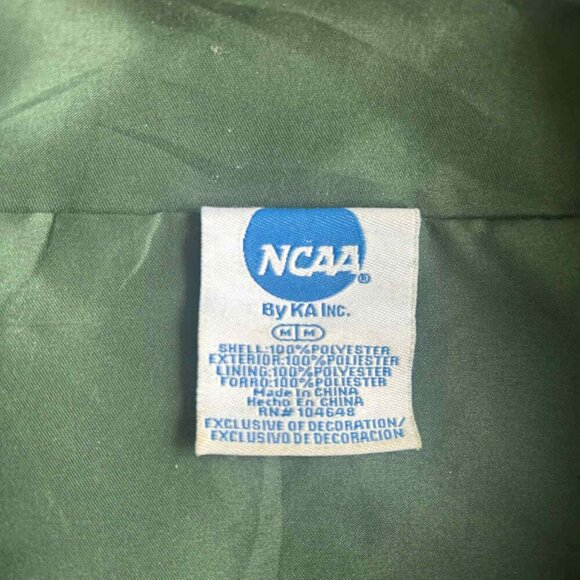 NCAA®
By KA INC.
M M
SHELL:100%POLYESTER
EXTERIOR:100%POLIESTER
LINING:100%POLYESTER
FORRO:100%POLIESTER
Made In CHINA
Hecho En CHINA
RN# 104648
EXCLUSIVE OF DECORATION/
EXCLUSIVO DE DECORACION